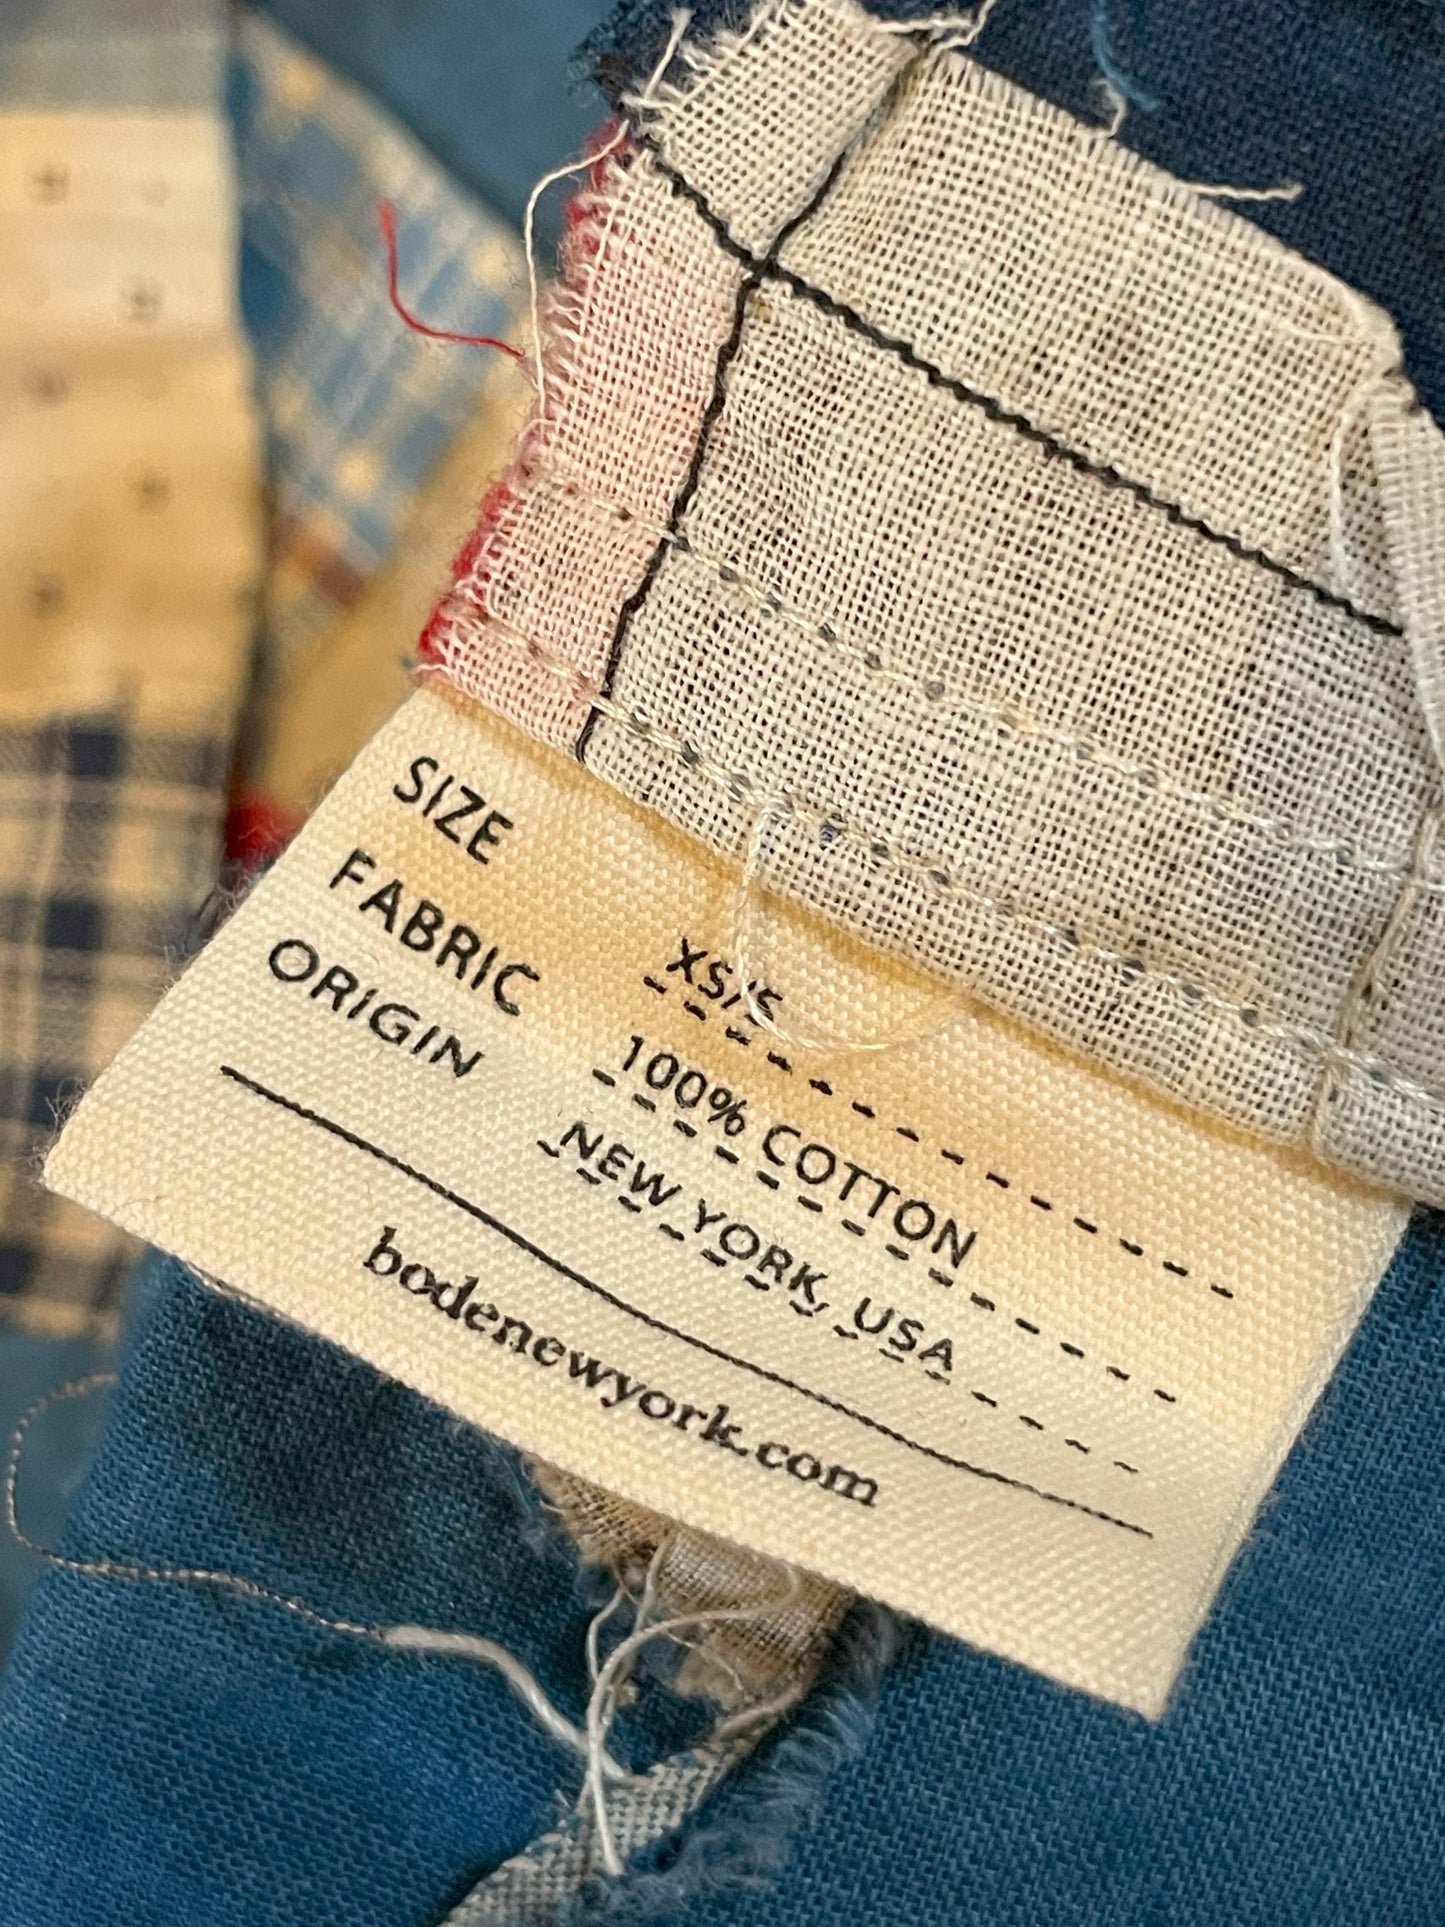 SIZE XS/S
FABRIC 100% COTTON
ORIGIN NEW YORK, USA
bodenewyork.com